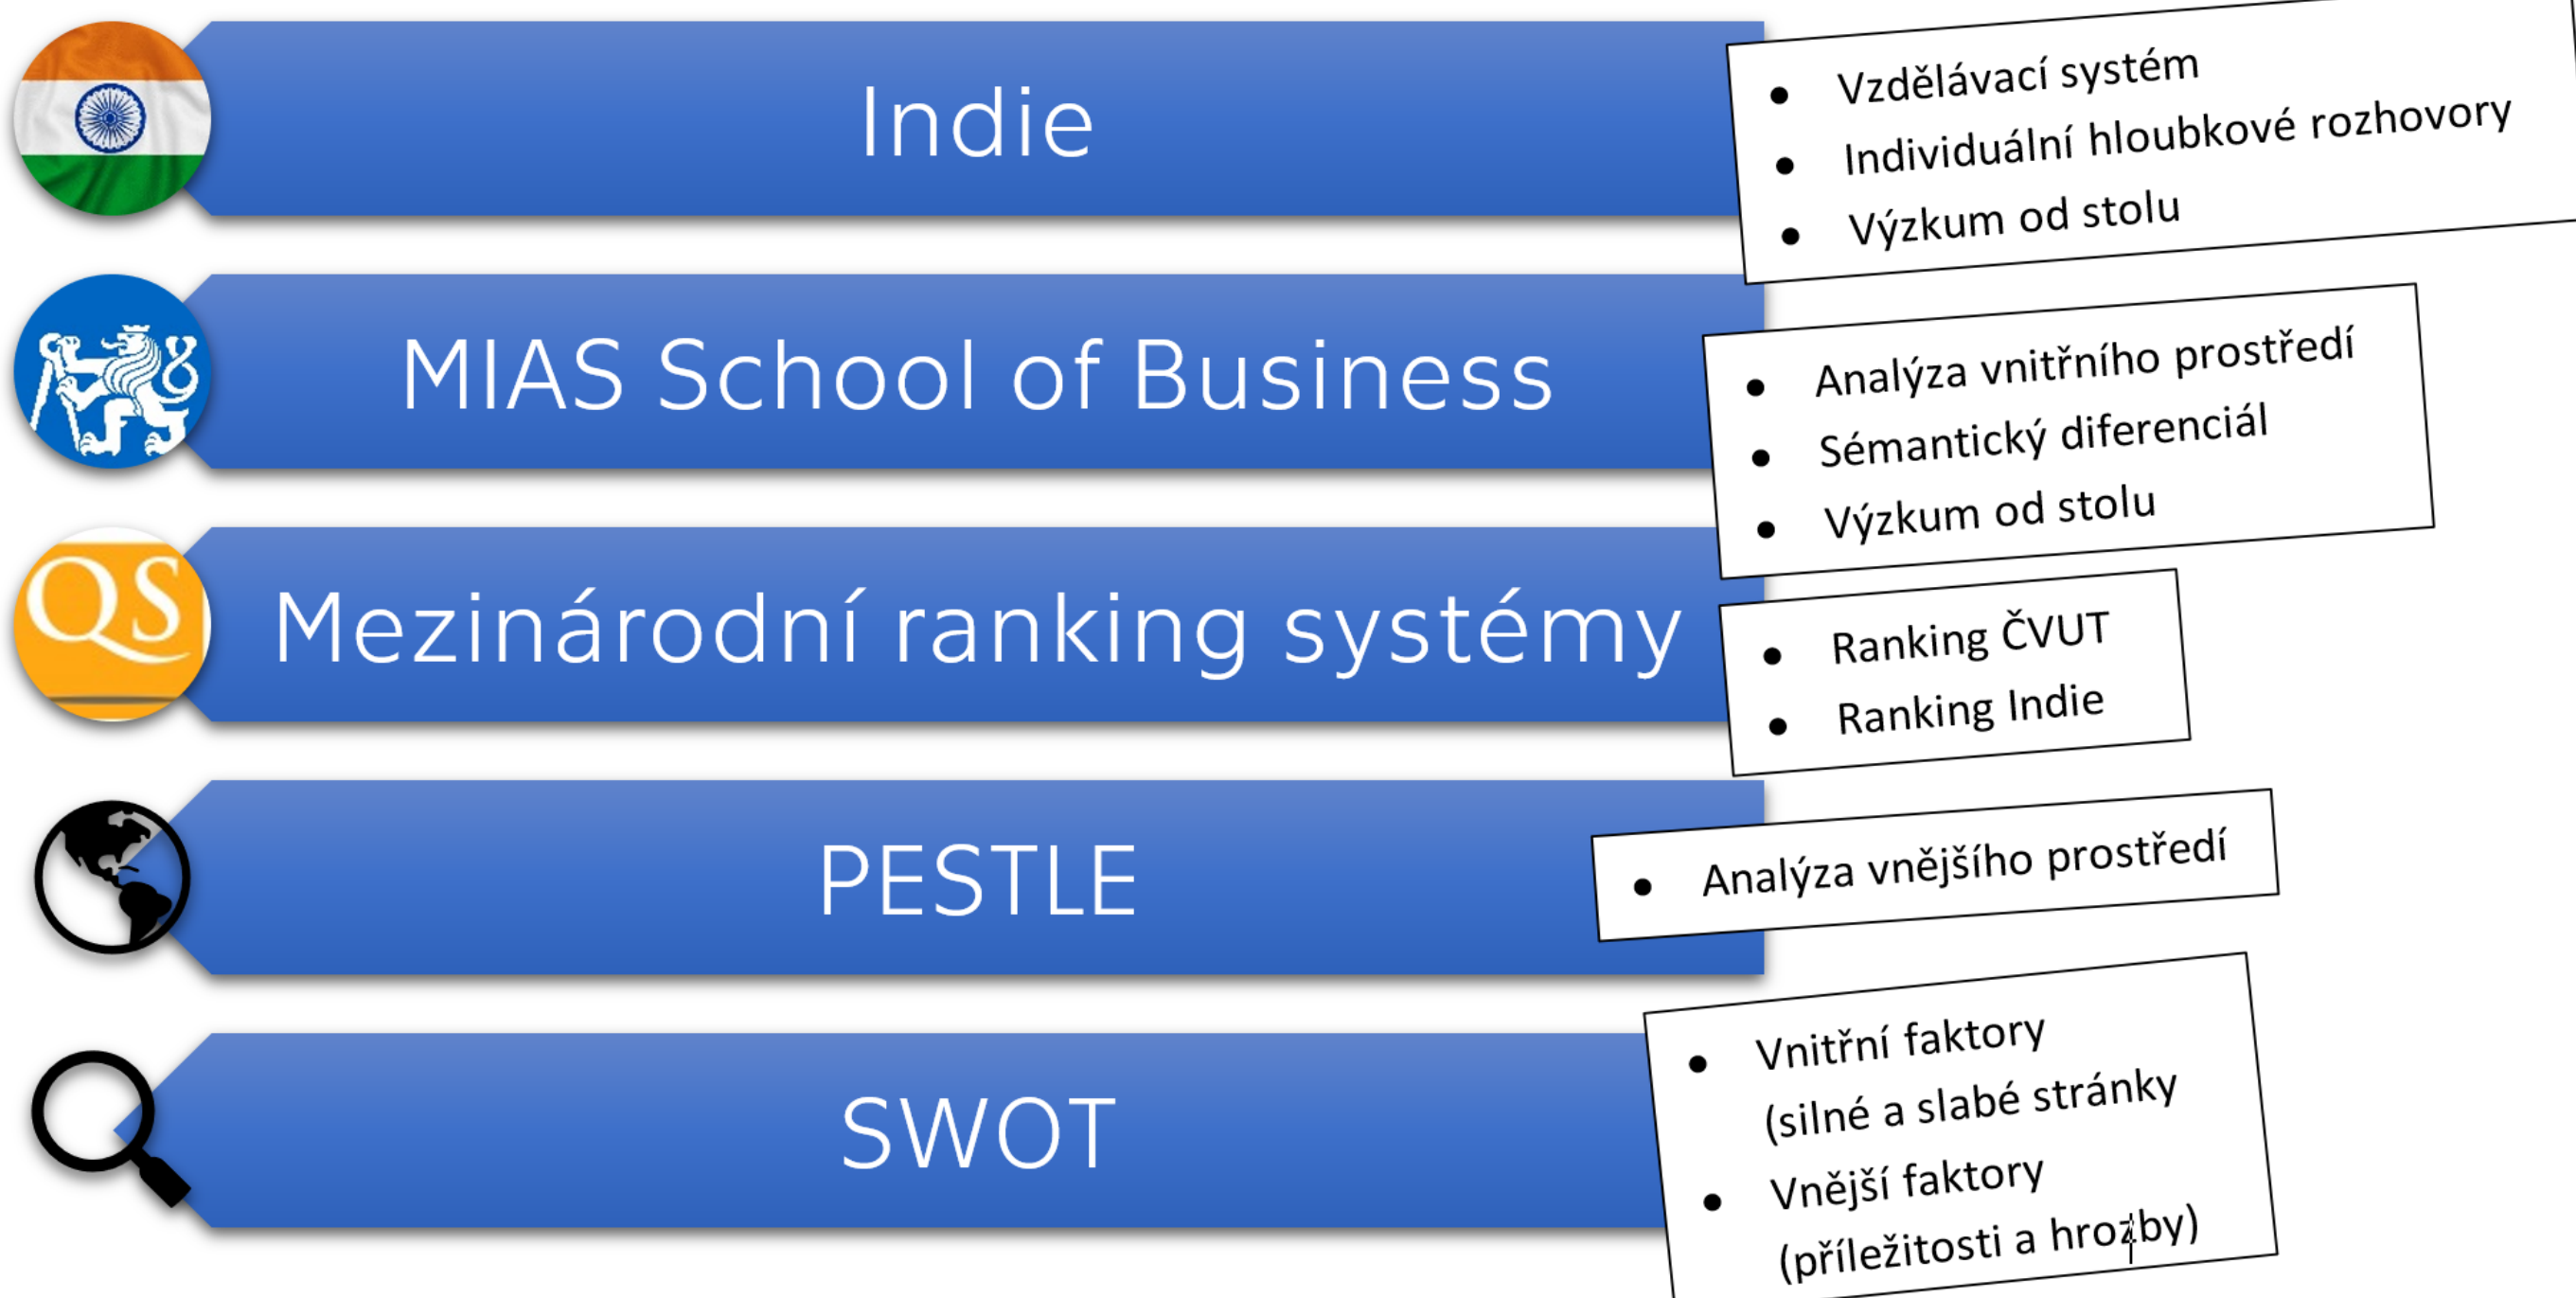 Indie
• Vzdělávací systém
• Individuální hloubkové rozhovory
• Výzkum od stolu
MIAS School of Business
• Analýza vnitřního prostředí
• Sémantický diferenciál
• Výzkum od stolu
QS
Mezinárodní ranking systémy
• Ranking ČVUT
• Ranking Indie
PESTLE
• Analýza vnějšího prostředí
SWOT
• Vnitřní faktory
(silné a slabé stránky
• Vnější faktory
(příležitosti a hrozby)